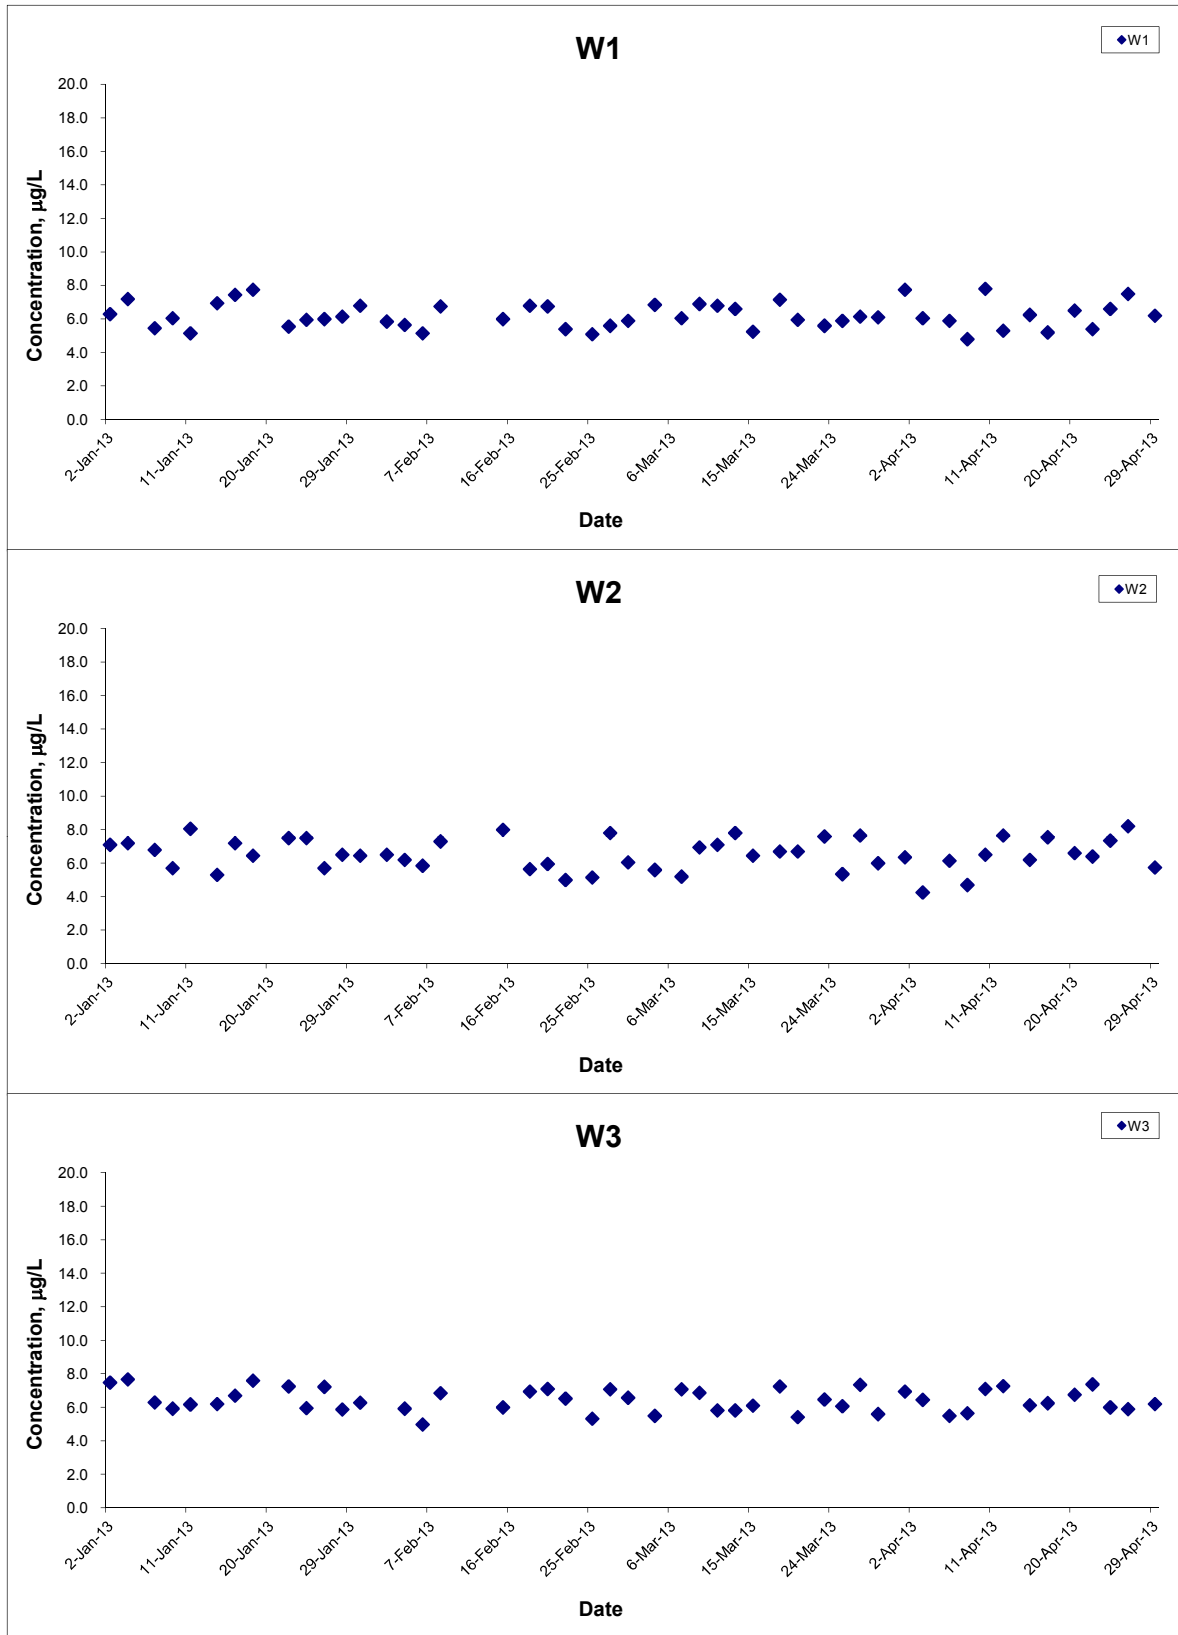 W1
W1
20.0
18.0
16.0
14.0
12.0
10.0
8.0
6.0
4.0
2.0
0.0
Concentration, µg/L
2-Jan-13
11-Jan-13
20-Jan-13
29-Jan-13
7-Feb-13
16-Feb-13
25-Feb-13
6-Mar-13
15-Mar-13
24-Mar-13
2-Apr-13
11-Apr-13
20-Apr-13
29-Apr-13
Date
W2
W2
20.0
18.0
16.0
14.0
12.0
10.0
8.0
6.0
4.0
2.0
0.0
Concentration, µg/L
2-Jan-13
11-Jan-13
20-Jan-13
29-Jan-13
7-Feb-13
16-Feb-13
25-Feb-13
6-Mar-13
15-Mar-13
24-Mar-13
2-Apr-13
11-Apr-13
20-Apr-13
29-Apr-13
Date
W3
W3
20.0
18.0
16.0
14.0
12.0
10.0
8.0
6.0
4.0
2.0
0.0
Concentration, µg/L
2-Jan-13
11-Jan-13
20-Jan-13
29-Jan-13
7-Feb-13
16-Feb-13
25-Feb-13
6-Mar-13
15-Mar-13
24-Mar-13
2-Apr-13
11-Apr-13
20-Apr-13
29-Apr-13
Date